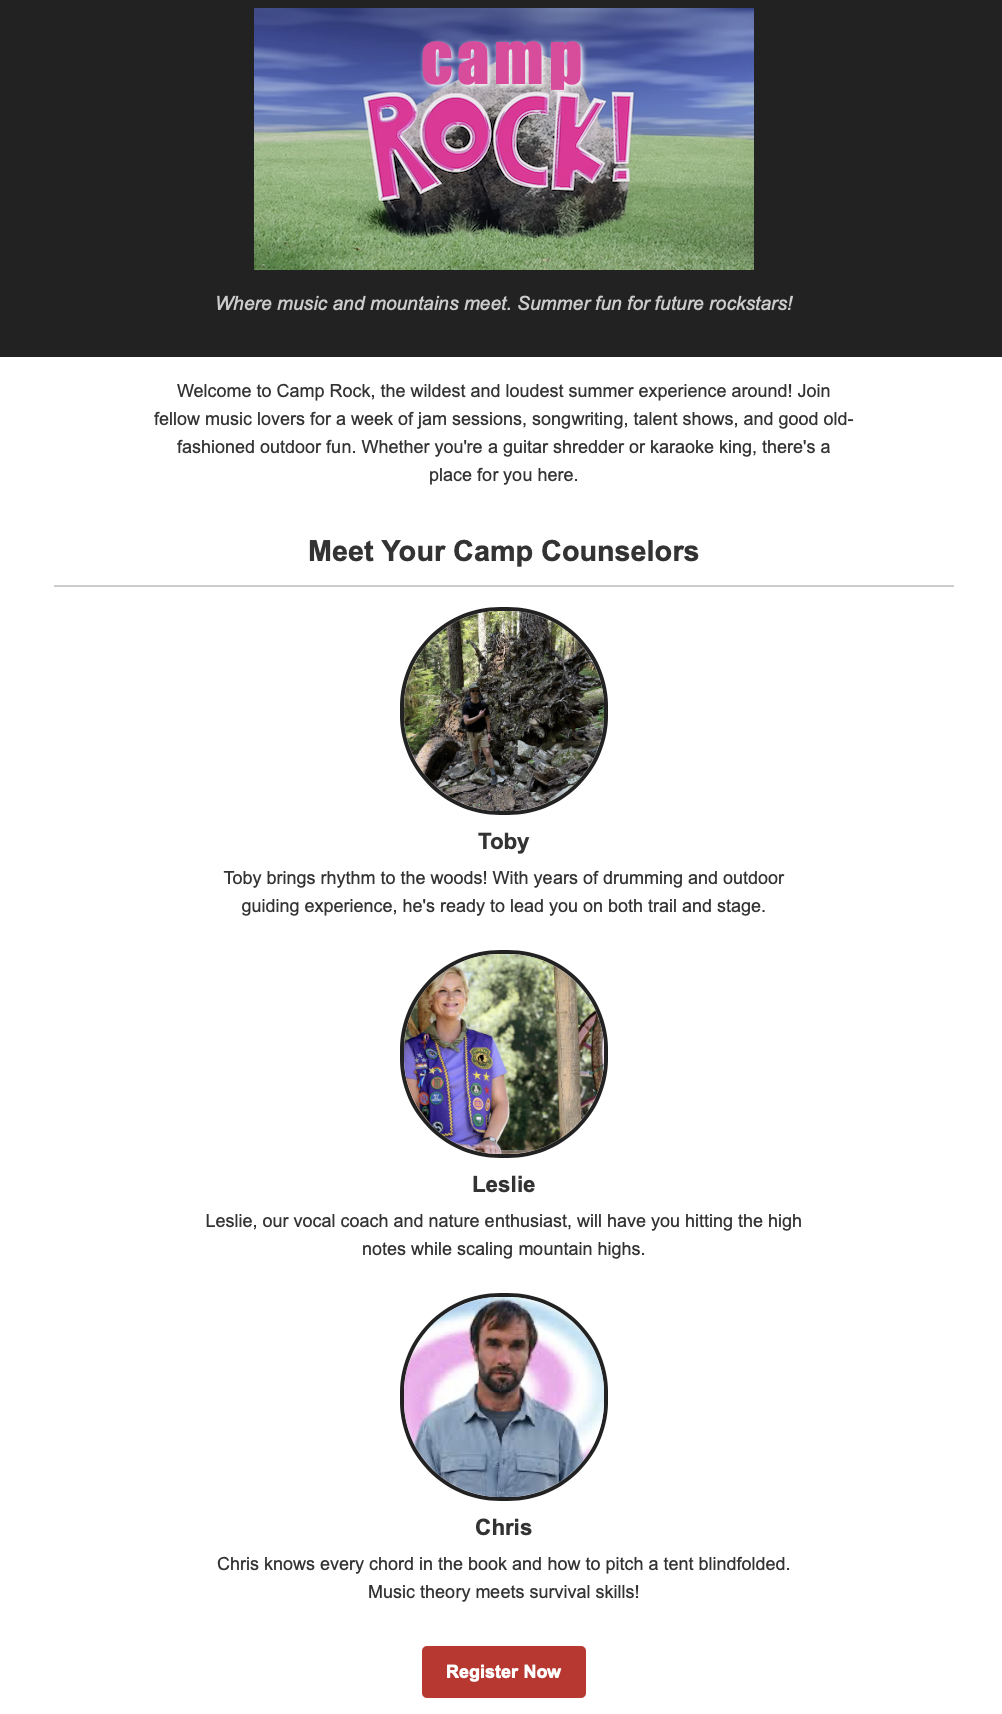 camp
ROCK!
Where music and mountains meet. Summer fun for future rockstars!
Welcome to Camp Rock, the wildest and loudest summer experience around! Join
fellow music lovers for a week of jam sessions, songwriting, talent shows, and good old-
fashioned outdoor fun. Whether you're a guitar shredder or karaoke king, there's a
place for you here.
Meet Your Camp Counselors
Toby
Toby brings rhythm to the woods! With years of drumming and outdoor
guiding experience, he's ready to lead you on both trail and stage.
Leslie
Leslie, our vocal coach and nature enthusiast, will have you hitting the high
notes while scaling mountain highs.
Chris
Chris knows every chord in the book and how to pitch a tent blindfolded.
Music theory meets survival skills!
Register Now